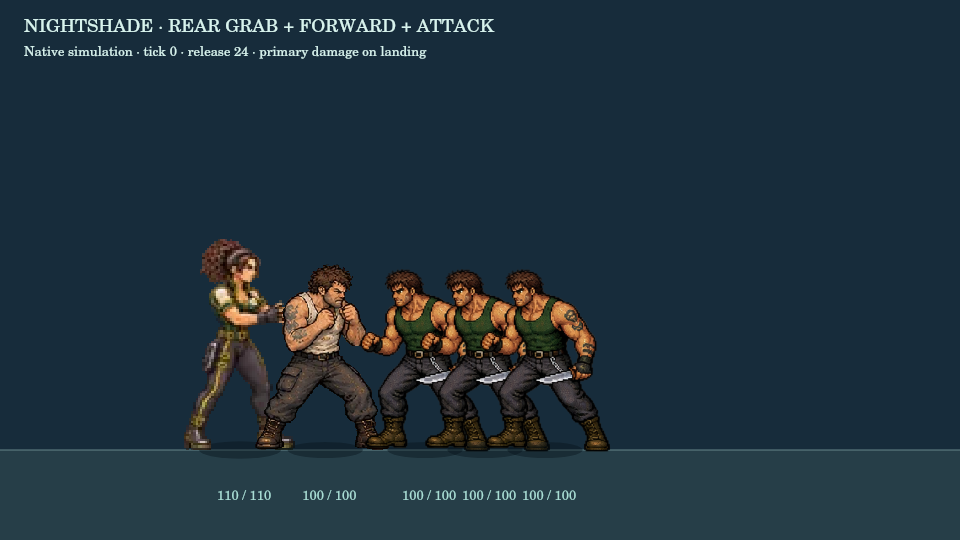 NIGHTSHADE · REAR GRAB + FORWARD + ATTACK
Native simulation · tick 0 · release 24 · primary damage on landing
110 / 110 100 / 100 100 / 100 100 / 100 100 / 100